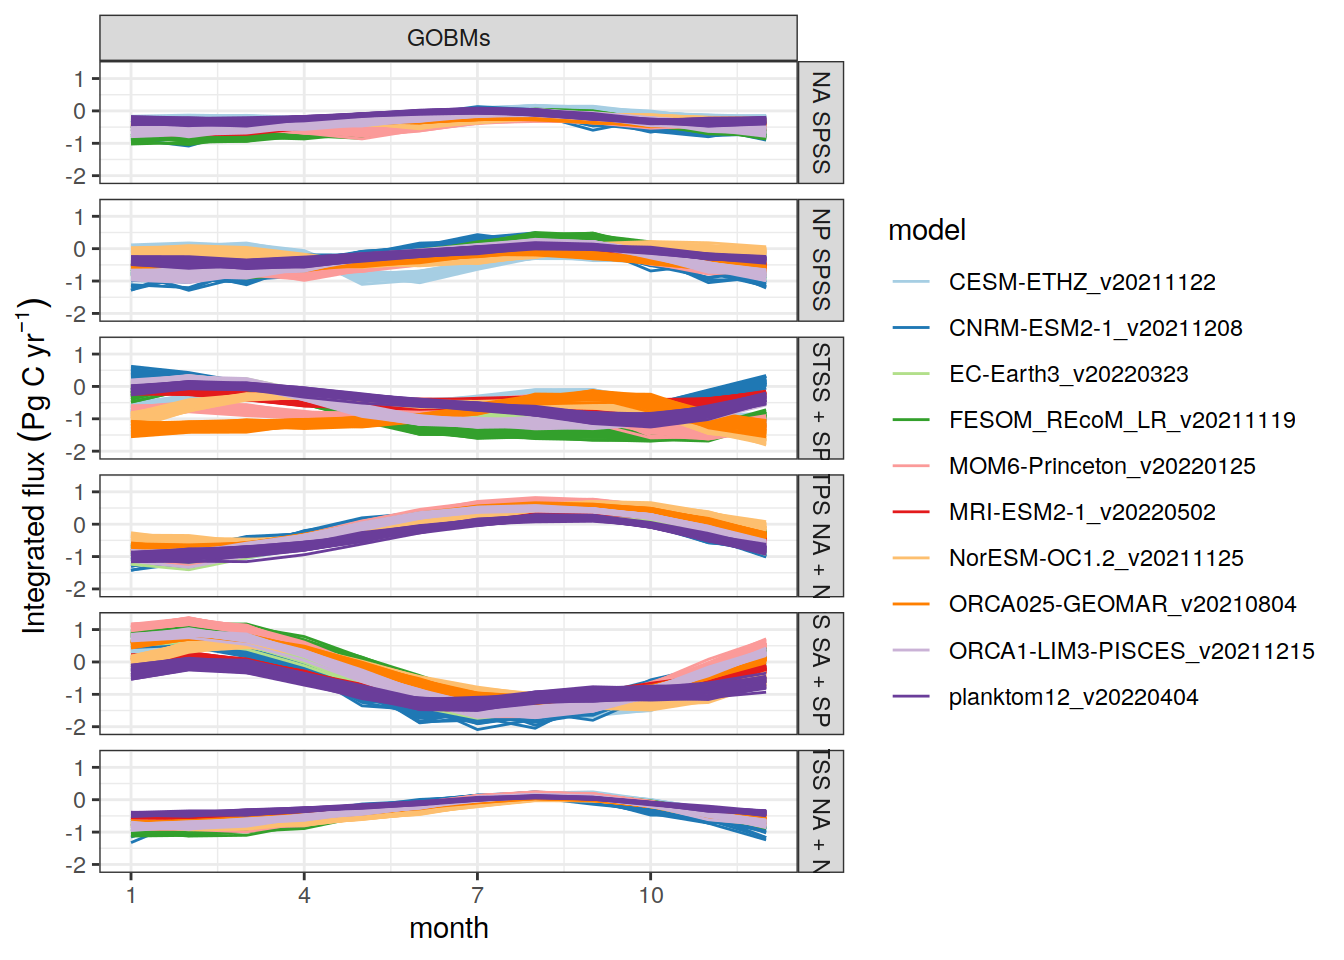 GOBMs
1
0
-1
-2
NA SPSS
1
0
-1
-2
NP SPSS
1
0
-1
-2
STSS + SP
1
0
-1
-2
TPS NA + N
1
0
-1
-2
S SA + SP
1
0
-1
-2
TSS NA + N
1
4
7
10
month
Integrated flux (Pg C yr⁻¹)
model
CESM-ETHZ_v20211122
CNRM-ESM2-1_v20211208
EC-Earth3_v20220323
FESOM_REcoM_LR_v20211119
MOM6-Princeton_v20220125
MRI-ESM2-1_v20220502
NorESM-OC1.2_v20211125
ORCA025-GEOMAR_v20210804
ORCA1-LIM3-PISCES_v20211215
planktom12_v20220404